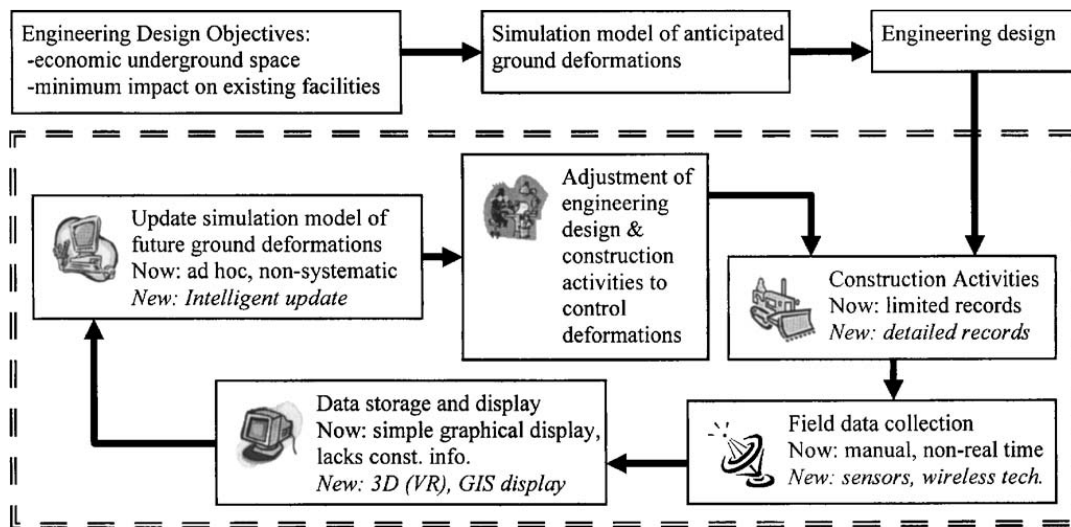 Engineering Design Objectives:
-economic underground space
-minimum impact on existing facilities
Simulation model of anticipated
ground deformations
Engineering design
Update simulation model of
future ground deformations
Now: ad hoc, non-systematic
New: Intelligent update
Adjustment of
engineering
design &
construction
activities to
control
deformations
Construction Activities
Now: limited records
New: detailed records
Field data collection
Now: manual, non-real time
New: sensors, wireless tech.
Data storage and display
Now: simple graphical display,
lacks const. info.
New: 3D (VR), GIS display